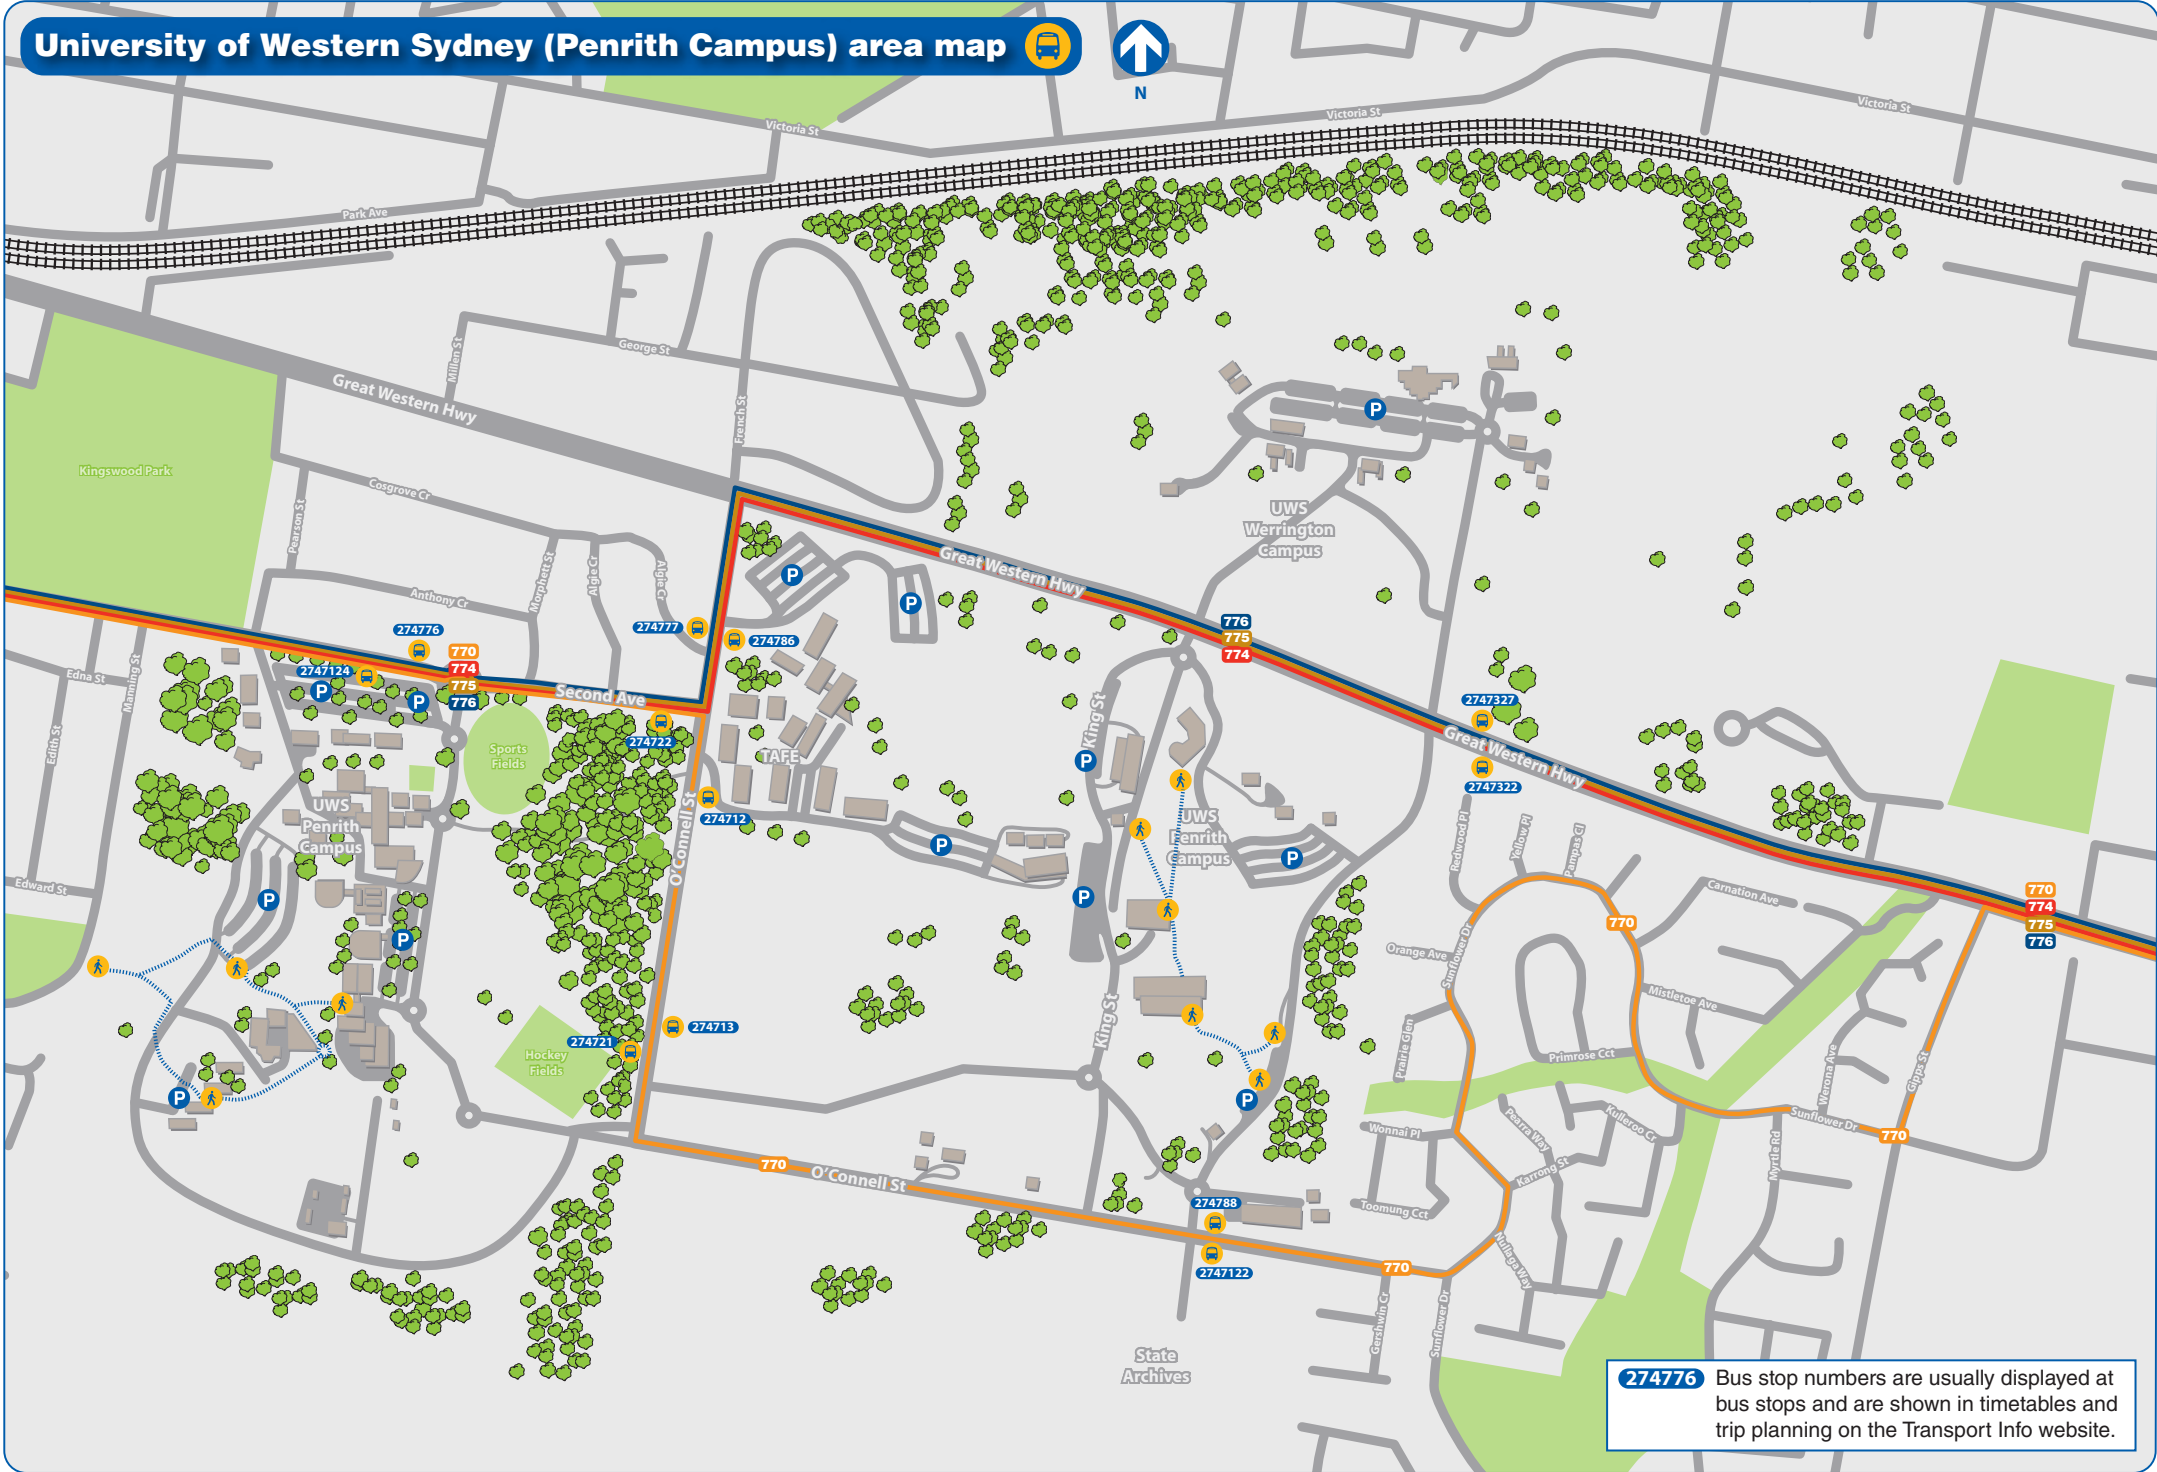 University of Western Sydney (Penrith Campus) area map
N
Victoria St
Victoria St
Victoria St
Park Ave
Great Western Hwy
Millen St
George St
French St
Kingswood Park
Cosgrove Cr
Pearson St
Anthony Cr
Morphett St
Algie Cr
Algie Cr
UWS
Werrington
Campus
P
P
P
Great Western Hwy
274776
274777
274786
770
774
775
776
2747124
P
P
Second Ave
776
775
774
Edna St
Manning St
Edith St
Edward St
Sports
Fields
274722
TAFE
274712
O'Connell St
UWS
Penrith
Campus
P
P
P
King St
P
P
P
UWS
Penrith
Campus
P
2747327
Great Western Hwy
2747322
Redwood Pl
Yellow Pl
Pampas Cl
Carnation Ave
770
770
774
775
776
Orange Ave
Sunflower Dr
Mistletoe Ave
Prairie Glen
Primrose Cct
Werona Ave
Gipps St
274713
274721
Hockey
Fields
King St
P
P
Wonnai Pl
Pearra Way
Kulleroo Cr
Sunflower Dr
770
Myrtle Rd
Karrong St
Toomung Cct
Nullaga Way
770
O'Connell St
274788
2747122
770
Gershwin Cr
Sunflower Dr
State
Archives
274776 Bus stop numbers are usually displayed at
bus stops and are shown in timetables and
trip planning on the Transport Info website.